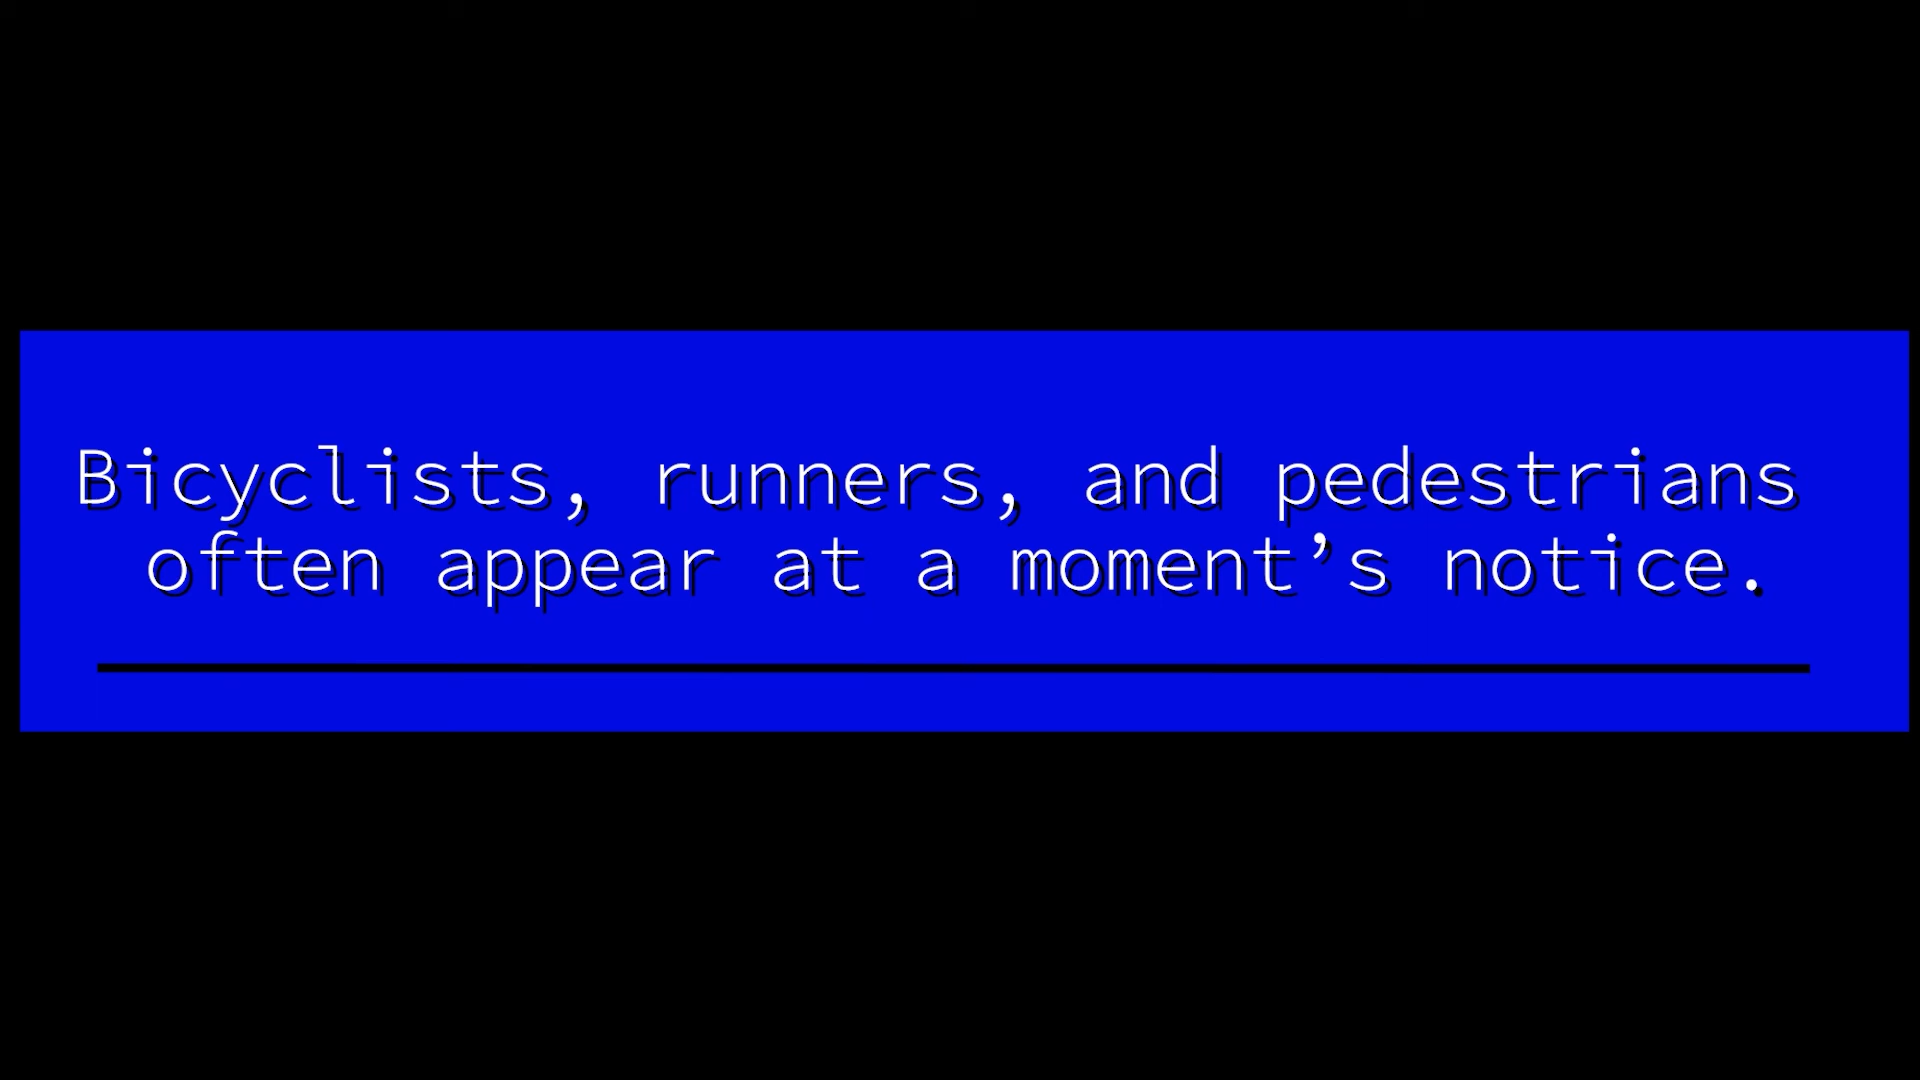 Bicyclists, runners, and pedestrians
often appear at a moment’s notice.